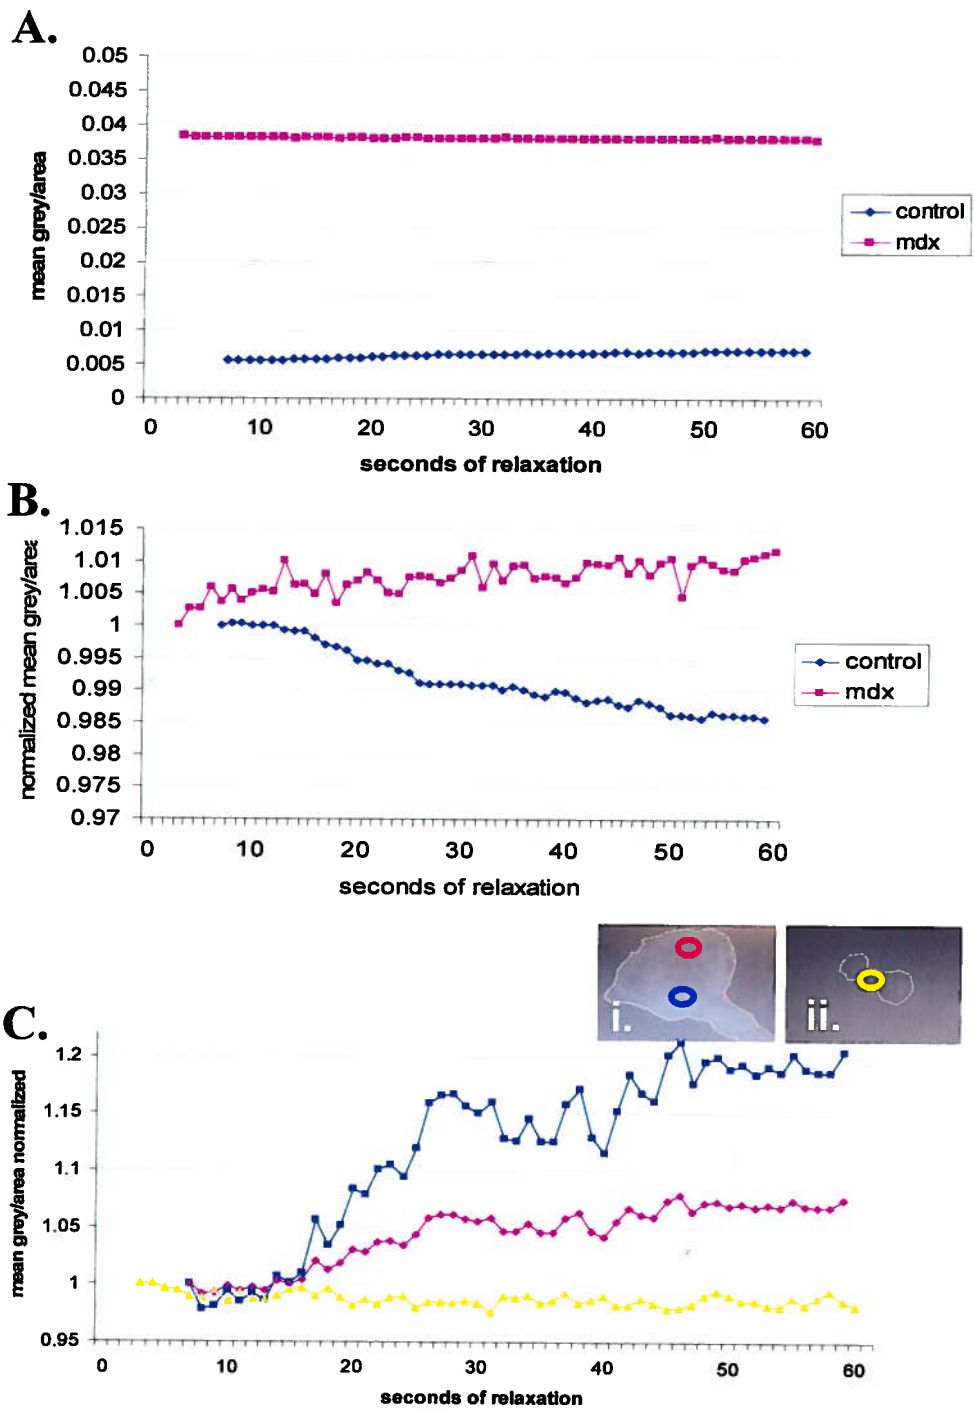 A.
0.05
0.045
0.04
0.035
0.03
0.025
0.02
0.015
0.01
0.005
0
mean grey/area
0 10 20 30 40 50 60
seconds of relaxation
control
mdx
B.
1.015
1.01
1.005
1
0.995
0.99
0.985
0.98
0.975
0.97
normalized mean grey/area
0 10 20 30 40 50 60
seconds of relaxation
control
mdx
i.
ii.
C.
1.2
1.15
1.1
1.05
1
0.95
mean grey/area normalized
0 10 20 30 40 50 60
seconds of relaxation